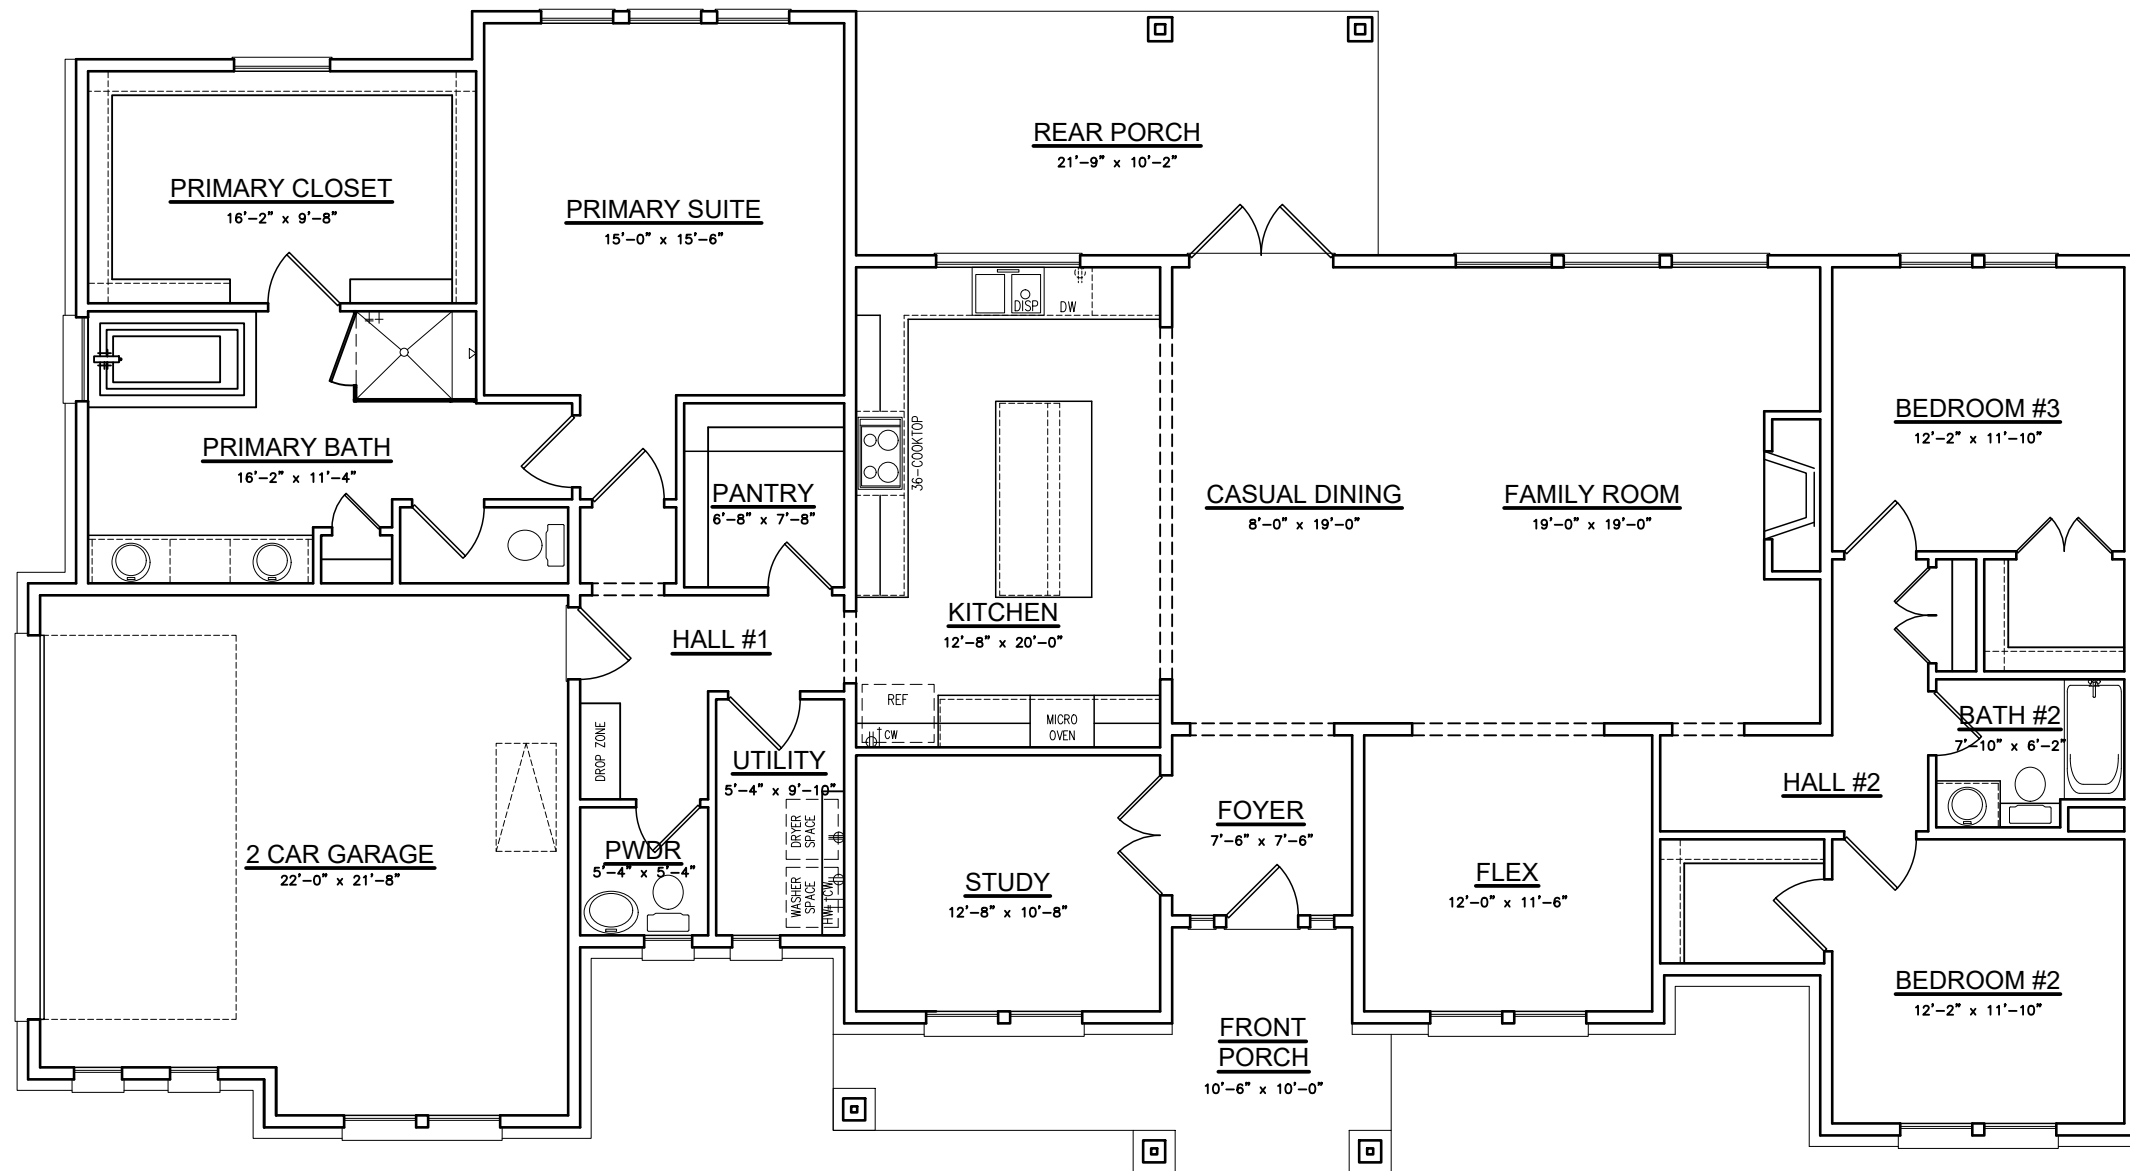 REAR PORCH
21'-9" x 10'-2"
PRIMARY CLOSET
16'-2" x 9'-8"
PRIMARY SUITE
15'-0" x 15'-6"
DISP
DW
PRIMARY BATH
16'-2" x 11'-4"
36-COOKTOP
PANTRY
6'-8" x 7'-8"
CASUAL DINING
8'-0" x 19'-0"
FAMILY ROOM
19'-0" x 19'-0"
BEDROOM #3
12'-2" x 11'-10"
KITCHEN
12'-8" x 20'-0"
HALL #1
REF
CW
MICRO
OVEN
DROP ZONE
UTILITY
5'-4" x 9'-10"
DRYER
SPACE
WASHER
SPACE
HW
CW
BATH #2
7'-10" x 6'-2"
HALL #2
FOYER
7'-6" x 7'-6"
2 CAR GARAGE
22'-0" x 21'-8"
PWDR
5'-4" x 5'-4"
STUDY
12'-8" x 10'-8"
FLEX
12'-0" x 11'-6"
BEDROOM #2
12'-2" x 11'-10"
FRONT
PORCH
10'-6" x 10'-0"